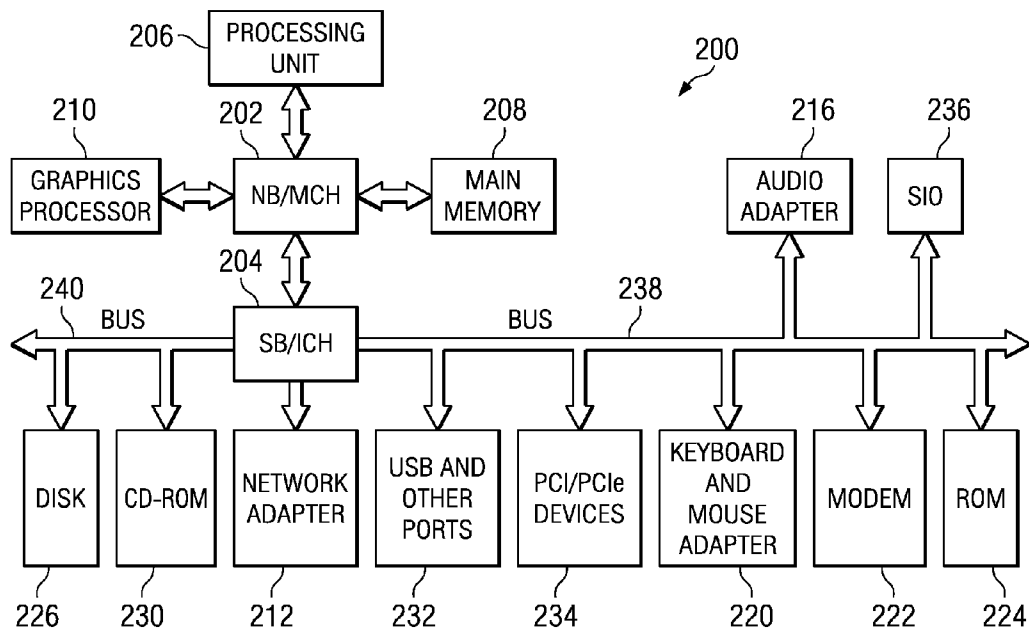 206
PROCESSING
UNIT
200
210
202
208
216
236
GRAPHICS
PROCESSOR
NB/MCH
MAIN
MEMORY
AUDIO
ADAPTER
SIO
204
240
BUS
SB/ICH
BUS
238
DISK
CD-ROM
NETWORK
ADAPTER
USB AND
OTHER
PORTS
PCI/PCIe
DEVICES
KEYBOARD
AND
MOUSE
ADAPTER
MODEM
ROM
226
230
212
232
234
220
222
224